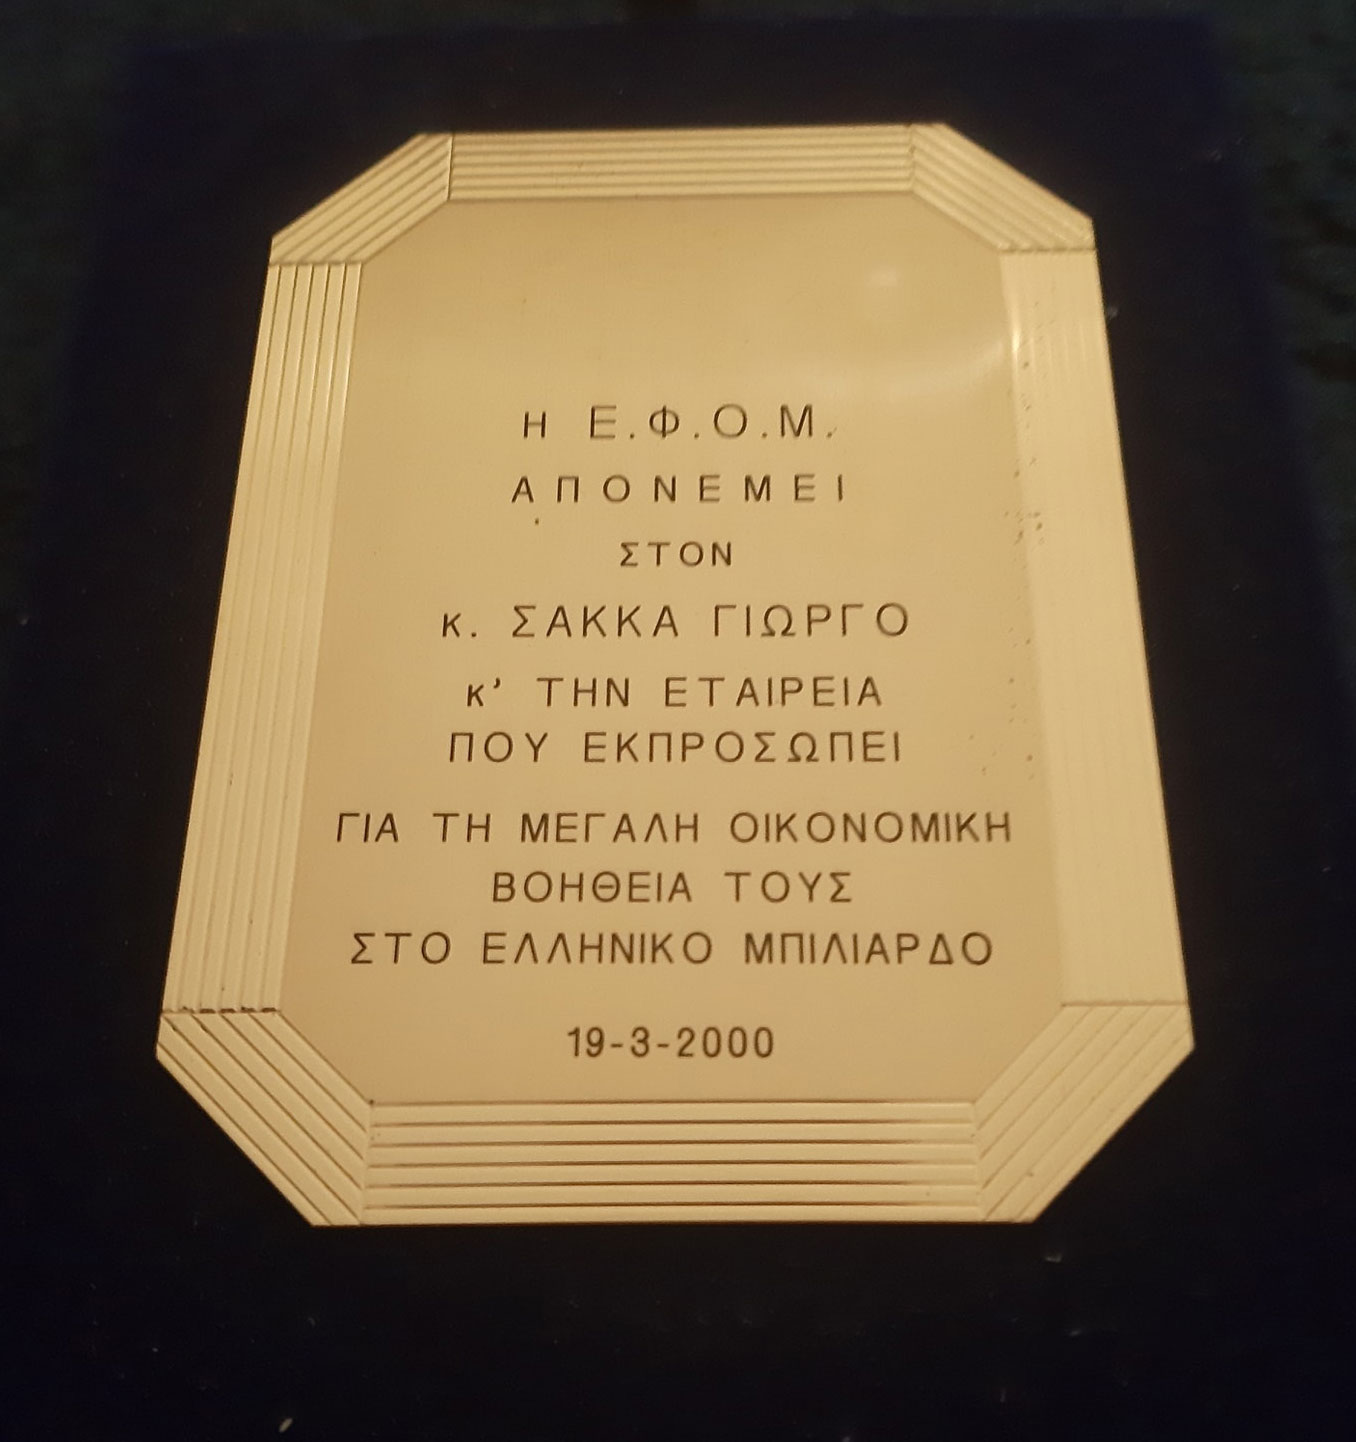 Η Ε.Φ.Ο.Μ.
ΑΠΟΝΕΜΕΙ
ΣΤΟΝ
κ. ΣΑΚΚΑ ΓΙΩΡΓΟ
κ' ΤΗΝ ΕΤΑΙΡΕΙΑ
ΠΟΥ ΕΚΠΡΟΣΩΠΕΙ
ΓΙΑ ΤΗ ΜΕΓΑΛΗ ΟΙΚΟΝΟΜΙΚΗ
ΒΟΗΘΕΙΑ ΤΟΥΣ
ΣΤΟ ΕΛΛΗΝΙΚΟ ΜΠΙΛΙΑΡΔΟ
19-3-2000